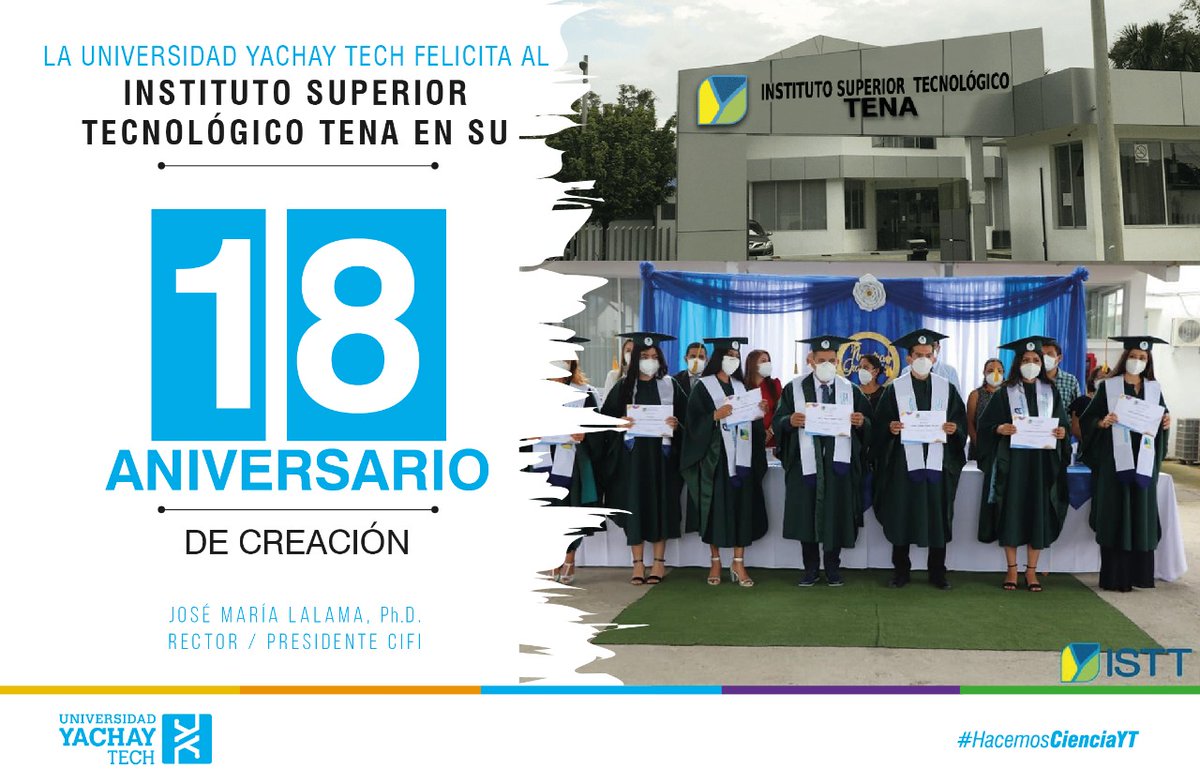 LA UNIVERSIDAD YACHAY TECH FELICITA AL
INSTITUTO SUPERIOR
TECNOLÓGICO TENA EN SU
18
ANIVERSARIO
DE CREACIÓN
JOSÉ MARÍA LALAMA, Ph.D.
RECTOR / PRESIDENTE CIFI
INSTITUTO SUPERIOR TECNOLÓGICO
TENA
ISTT
UNIVERSIDAD
YACHAY
TECH
#HacemosCienciaYT